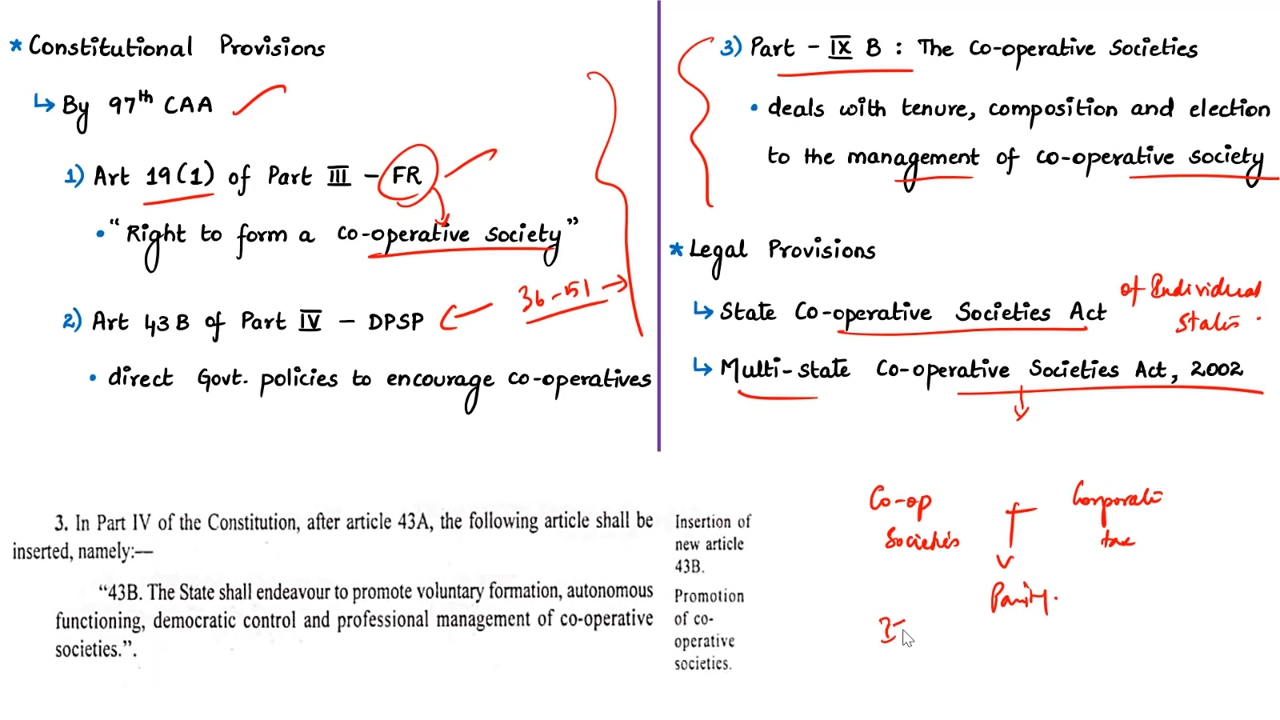 * Constitutional Provisions
↳ By 97th CAA
1) Art 19(1) of Part III - FR
• "Right to form a co-operative society"
2) Art 43B of Part IV - DPSP
36-51
• direct Govt. policies to encourage co-operatives
3. In Part IV of the Constitution, after article 43A, the following article shall be
inserted, namely:—
"43B. The State shall endeavour to promote voluntary formation, autonomous
functioning, democratic control and professional management of co-operative
societies.".
Insertion of
new article
43B.
Promotion
of co-
operative
societies.
3) Part - IX B : The Co-operative Societies
• deals with tenure, composition and election
to the management of co-operative society
* Legal Provisions
↳ State Co-operative Societies Act
of Individual
States.
↳ Multi-state Co-operative Societies Act, 2002
Co-op
Societies
Corporate
tax
Parity.